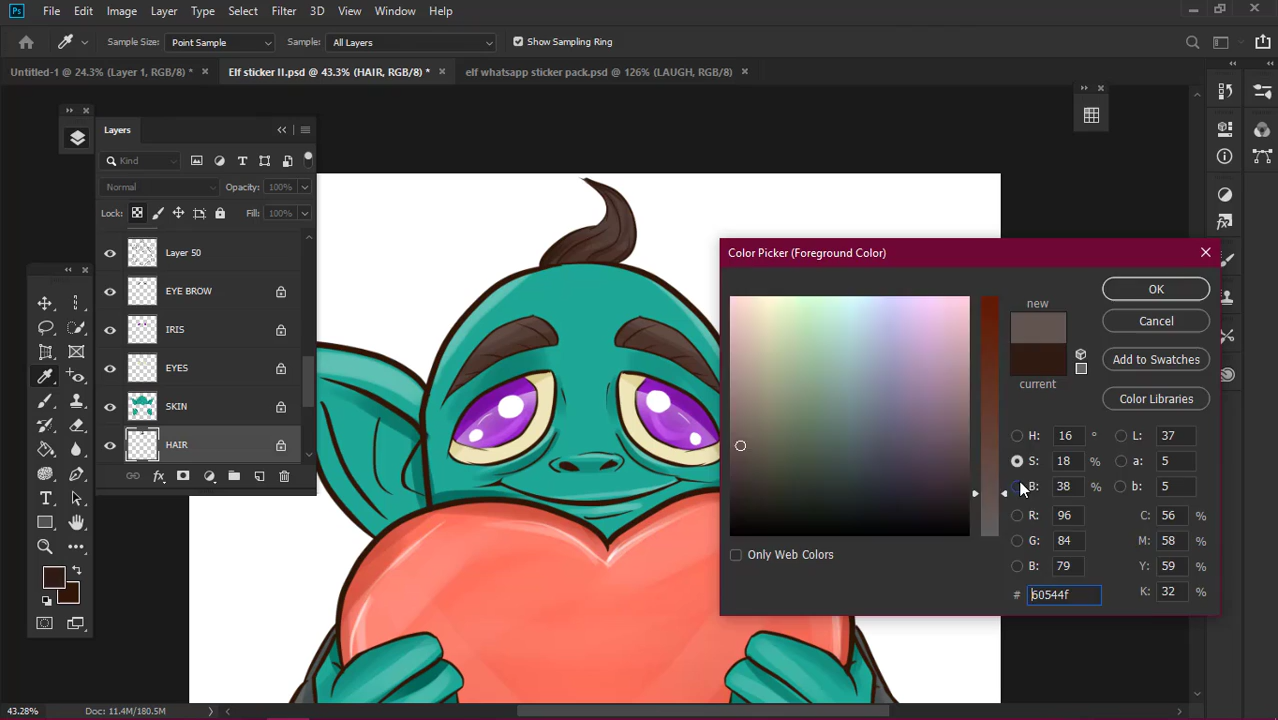 Ps File Edit Image Layer Type Select Filter 3D View Window Help
Sample Size: Point Sample Sample: All Layers Show Sampling Ring
Untitled-1 @ 24.3% (Layer 1, RGB/8) * × Elf sticker II.psd @ 43.3% (HAIR, RGB/8) * × elf whatsapp sticker pack.psd @ 126% (LAUGH, RGB/8) ×
Layers
Kind
Normal Opacity: 100%
Lock: Fill: 100%
Layer 50
EYE BROW
IRIS
EYES
SKIN
HAIR
fx
Color Picker (Foreground Color)
new
current
OK
Cancel
Add to Swatches
Color Libraries
H: 16 ° L: 37
S: 18 % a: 5
B: 38 % b: 5
R: 96 C: 56 %
G: 84 M: 58 %
B: 79 Y: 59 %
# 60544f K: 32 %
Only Web Colors
43.28% Doc: 11.4M/180.5M